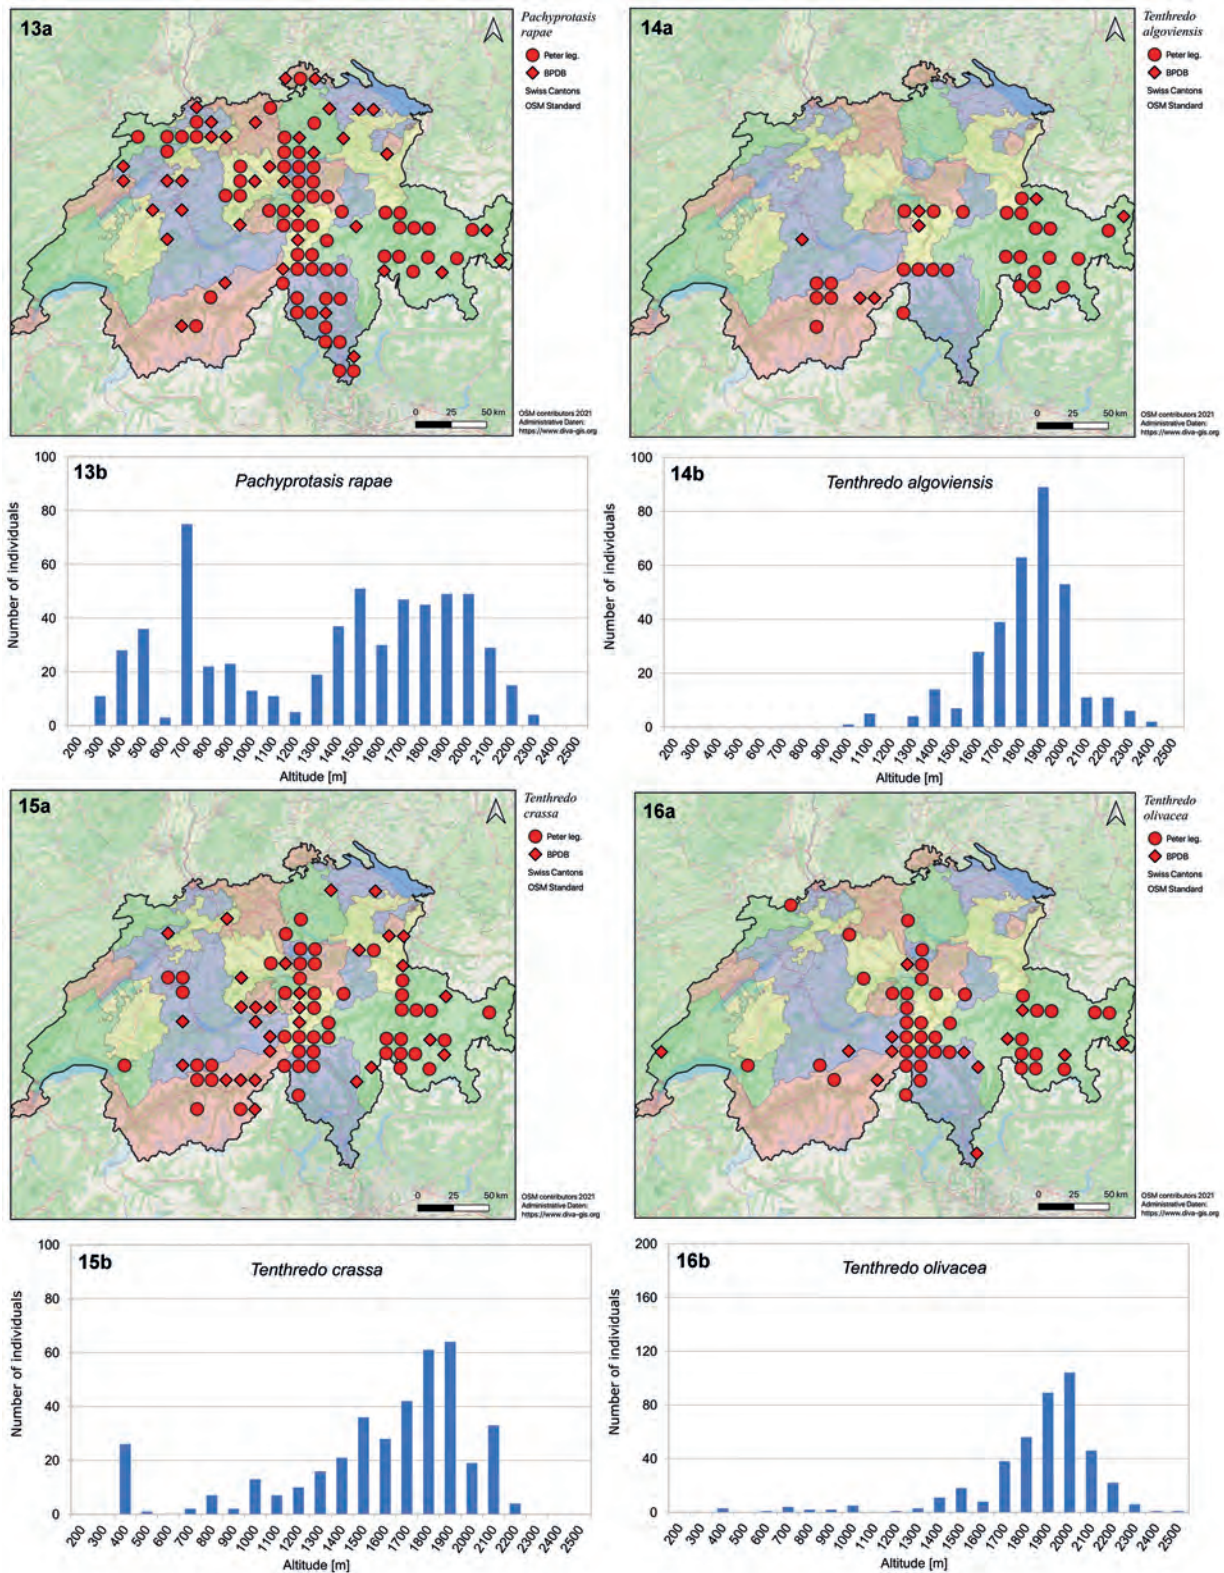 13a
Pachyprotasis
rapae
Peter leg.
BPDB
Swiss Cantons
OSM Standard
0 25 50 km
OSM contributors 2021
Administrative Daten:
https://www.diva-gis.org
14a
Tenthredo
algoviensis
Peter leg.
BPDB
Swiss Cantons
OSM Standard
0 25 50 km
OSM contributors 2021
Administrative Daten:
https://www.diva-gis.org
13b
Pachyprotasis rapae
Number of individuals
100
80
60
40
20
0
200 300 400 500 600 700 800 900 1000 1100 1200 1300 1400 1500 1600 1700 1800 1900 2000 2100 2200 2300 2400 2500
Altitude [m]
14b
Tenthredo algoviensis
Number of individuals
100
80
60
40
20
0
200 300 400 500 600 700 800 900 1000 1100 1200 1300 1400 1500 1600 1700 1800 1900 2000 2100 2200 2300 2400 2500
Altitude [m]
15a
Tenthredo
crassa
Peter leg.
BPDB
Swiss Cantons
OSM Standard
0 25 50 km
OSM contributors 2021
Administrative Daten:
https://www.diva-gis.org
16a
Tenthredo
olivacea
Peter leg.
BPDB
Swiss Cantons
OSM Standard
0 25 50 km
OSM contributors 2021
Administrative Daten:
https://www.diva-gis.org
15b
Tenthredo crassa
Number of individuals
100
80
60
40
20
0
200 300 400 500 600 700 800 900 1000 1100 1200 1300 1400 1500 1600 1700 1800 1900 2000 2100 2200 2300 2400 2500
Altitude [m]
16b
Tenthredo olivacea
Number of individuals
200
160
120
80
40
0
200 300 400 500 600 700 800 900 1000 1100 1200 1300 1400 1500 1600 1700 1800 1900 2000 2100 2200 2300 2400 2500
Altitude [m]